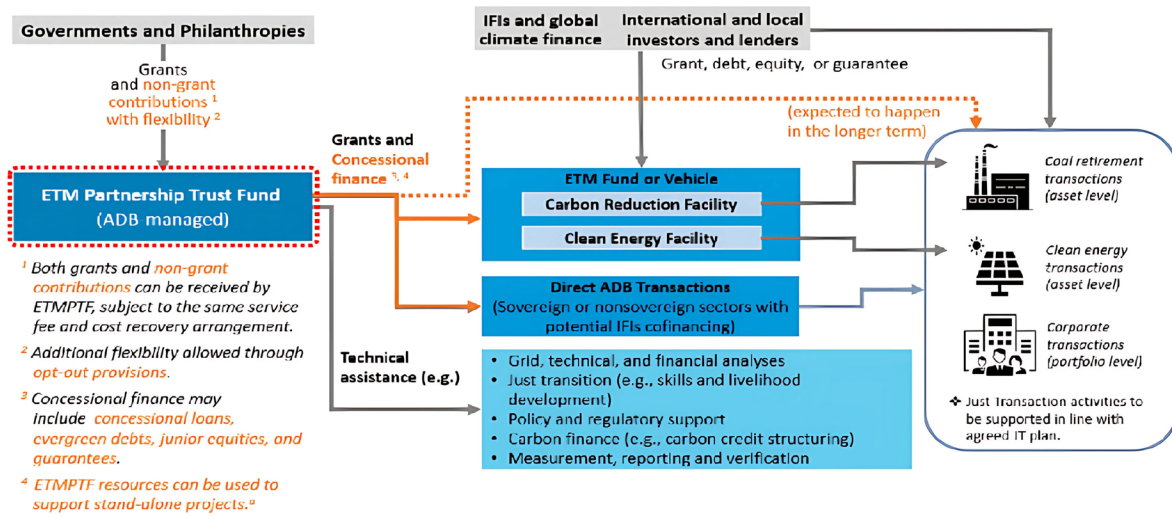 Governments and Philanthropies
IFIs and global
climate finance
International and local
investors and lenders
Grants
and non-grant
contributions ¹
with flexibility ²
Grant, debt, equity, or guarantee
Grants and
Concessional
finance ³, ⁴
(expected to happen
in the longer term)
ETM Partnership Trust Fund
(ADB-managed)
ETM Fund or Vehicle
Carbon Reduction Facility
Clean Energy Facility
Direct ADB Transactions
(Sovereign or nonsovereign sectors with
potential IFIs cofinancing)
Technical
assistance (e.g.)
• Grid, technical, and financial analyses
• Just transition (e.g., skills and livelihood
development)
• Policy and regulatory support
• Carbon finance (e.g., carbon credit structuring)
• Measurement, reporting and verification
Coal retirement
transactions
(asset level)
Clean energy
transactions
(asset level)
Corporate
transactions
(portfolio level)
❖ Just Transaction activities to
be supported in line with
agreed JT plan.
¹ Both grants and non-grant
contributions can be received by
ETMPTF, subject to the same service
fee and cost recovery arrangement.
² Additional flexibility allowed through
opt-out provisions.
³ Concessional finance may
include concessional loans,
evergreen debts, junior equities, and
guarantees.
⁴ ETMPTF resources can be used to
support stand-alone projects.ᵃ